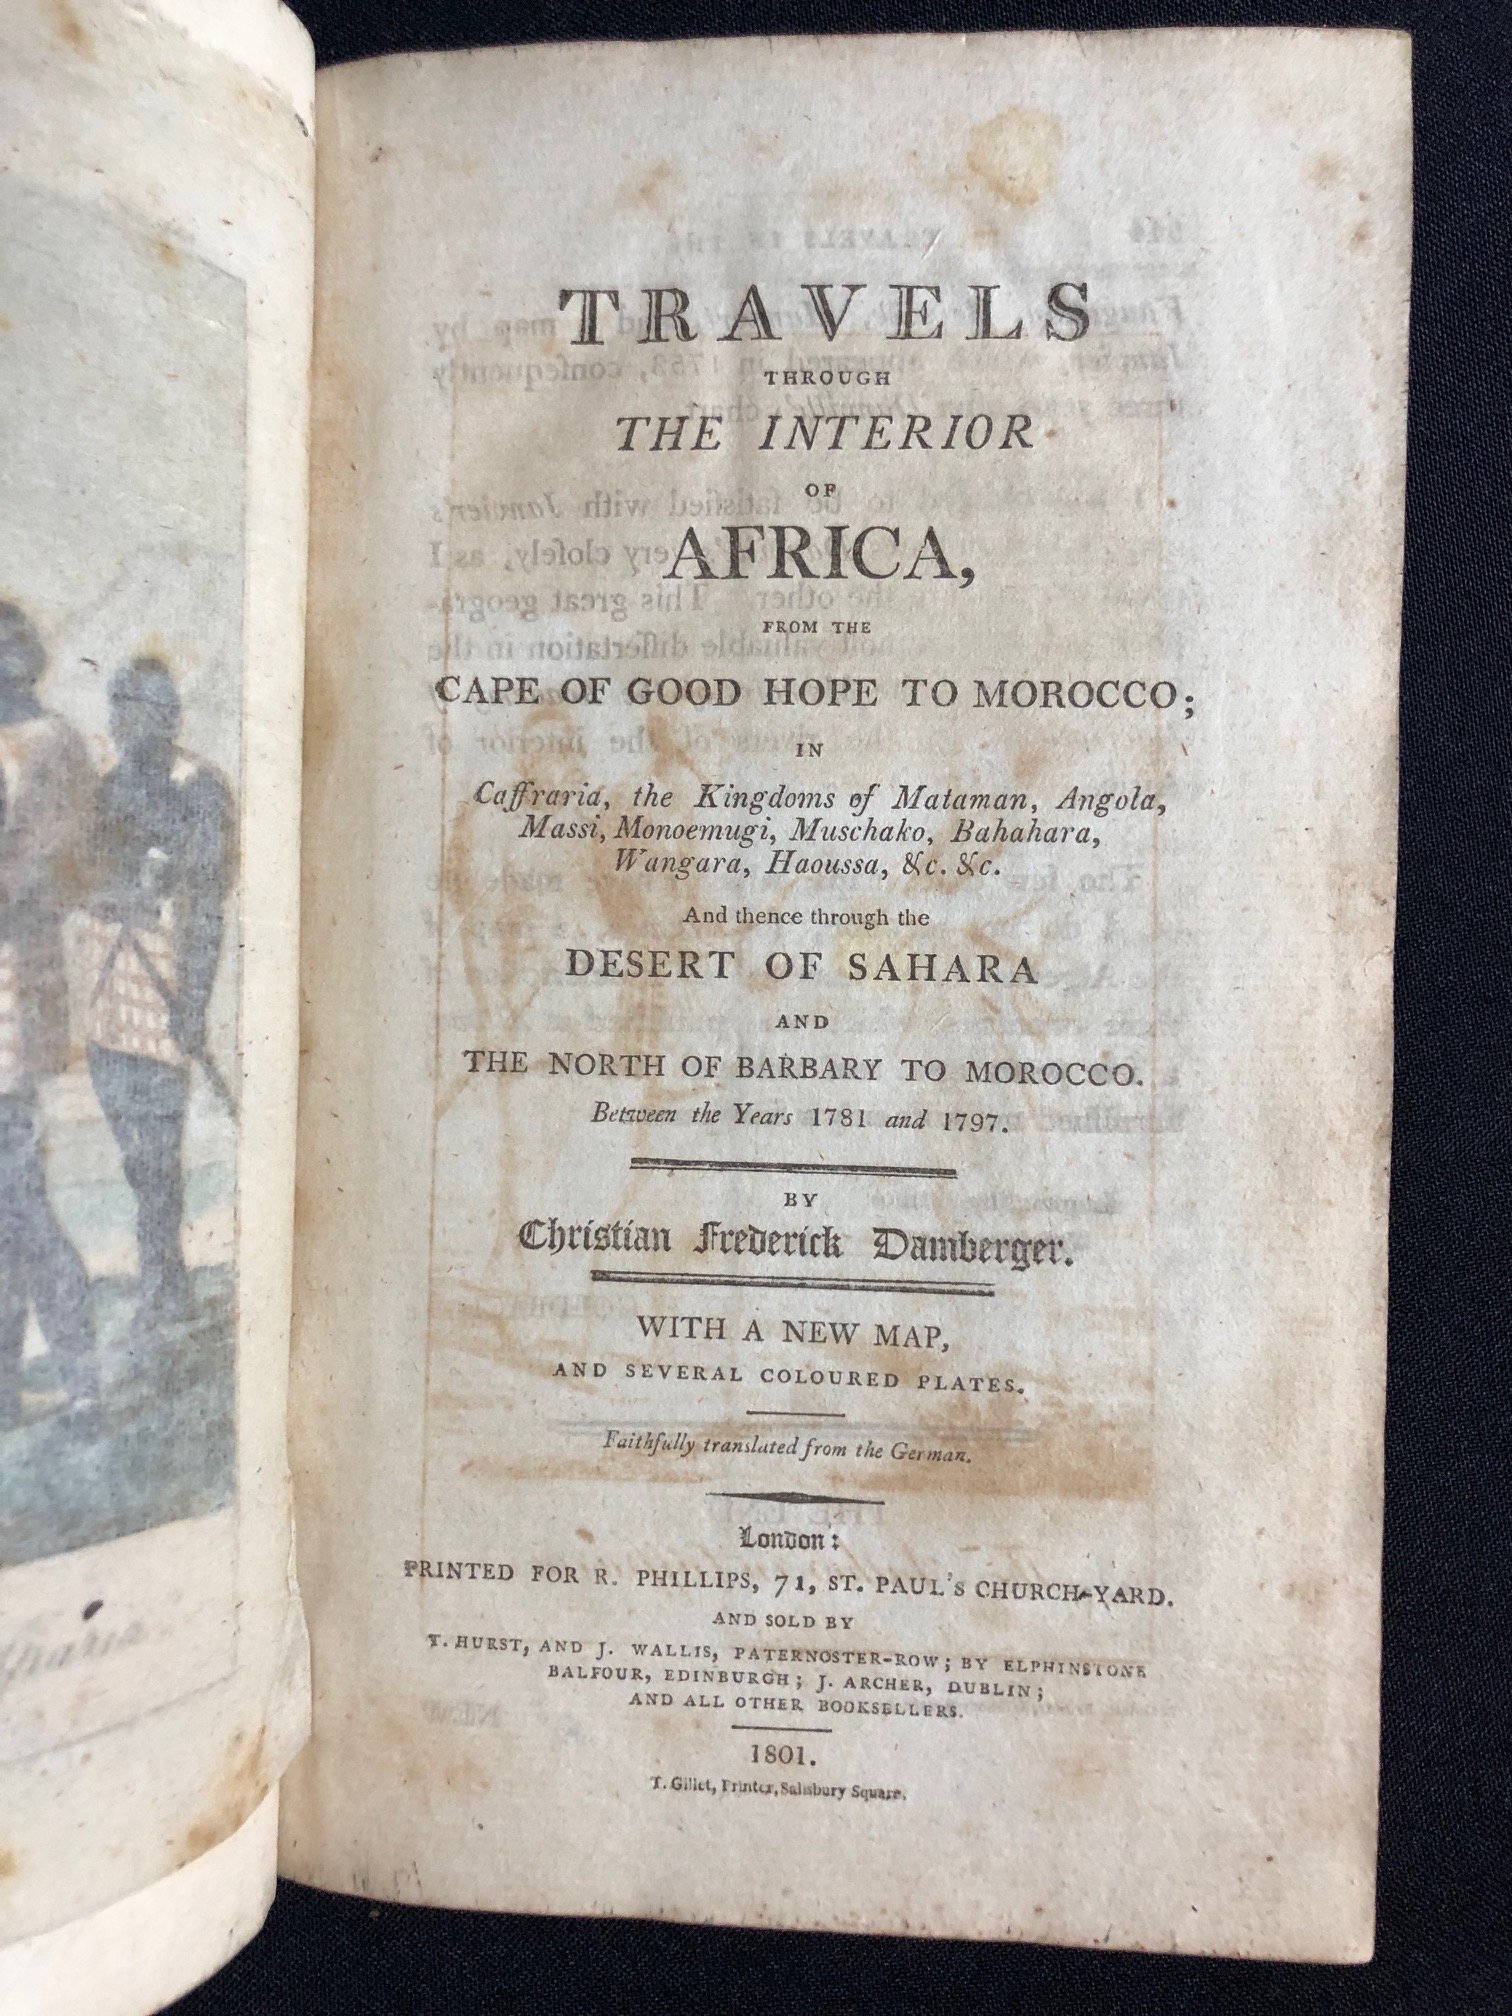 TRAVELS
THROUGH
THE INTERIOR
OF
AFRICA,
FROM THE
CAPE OF GOOD HOPE TO MOROCCO;
IN
Caffraria, the Kingdoms of Mataman, Angola,
Massi, Monoemugi, Muschako, Bahahara,
Wangara, Haoussa, &c. &c.
And thence through the
DESERT OF SAHARA
AND
THE NORTH OF BARBARY TO MOROCCO.
Between the Years 1781 and 1797.
BY
Christian Frederick Damberger.
WITH A NEW MAP,
AND SEVERAL COLOURED PLATES.
Faithfully translated from the German.
London:
PRINTED FOR R. PHILLIPS, 71, ST. PAUL'S CHURCH-YARD.
AND SOLD BY
T. HURST, AND J. WALLIS, PATERNOSTER-ROW; BY ELPHINSTONE
BALFOUR, EDINBURGH; J. ARCHER, DUBLIN;
AND ALL OTHER BOOKSELLERS.
1801.
T. Gillet, Printer, Salisbury Square.